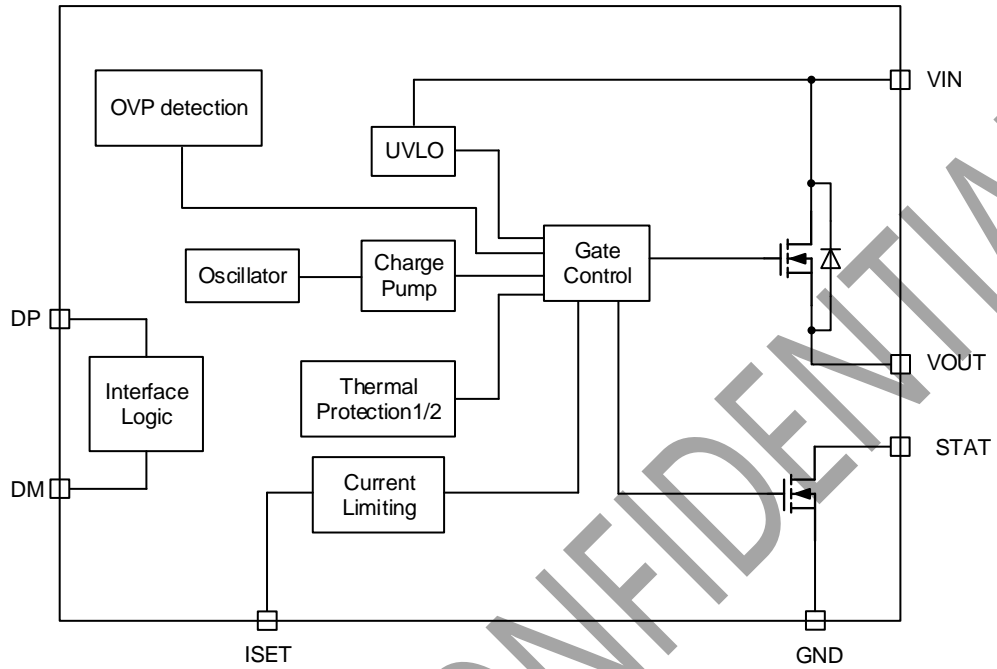 VIN
OVP detection
UVLO
Gate
Control
Oscillator
Charge
Pump
DP
VOUT
Interface
Logic
Thermal
Protection1/2
STAT
DM
Current
Limiting
ISET
GND
CONFIDENTIA